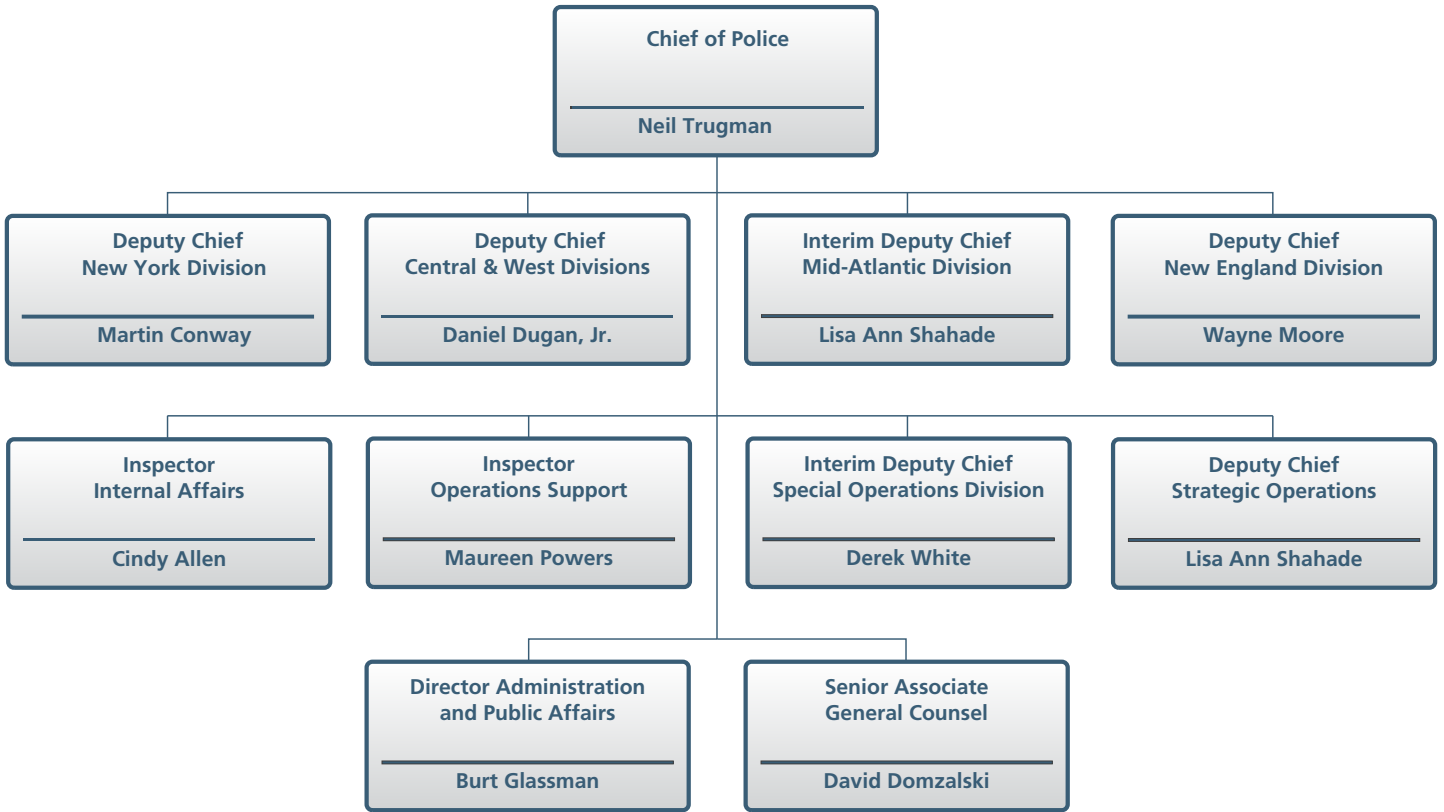 Chief of Police
Neil Trugman
Deputy Chief
New York Division
Martin Conway
Deputy Chief
Central & West Divisions
Daniel Dugan, Jr.
Interim Deputy Chief
Mid-Atlantic Division
Lisa Ann Shahade
Deputy Chief
New England Division
Wayne Moore
Inspector
Internal Affairs
Cindy Allen
Inspector
Operations Support
Maureen Powers
Interim Deputy Chief
Special Operations Division
Derek White
Deputy Chief
Strategic Operations
Lisa Ann Shahade
Director Administration
and Public Affairs
Burt Glassman
Senior Associate
General Counsel
David Domzalski